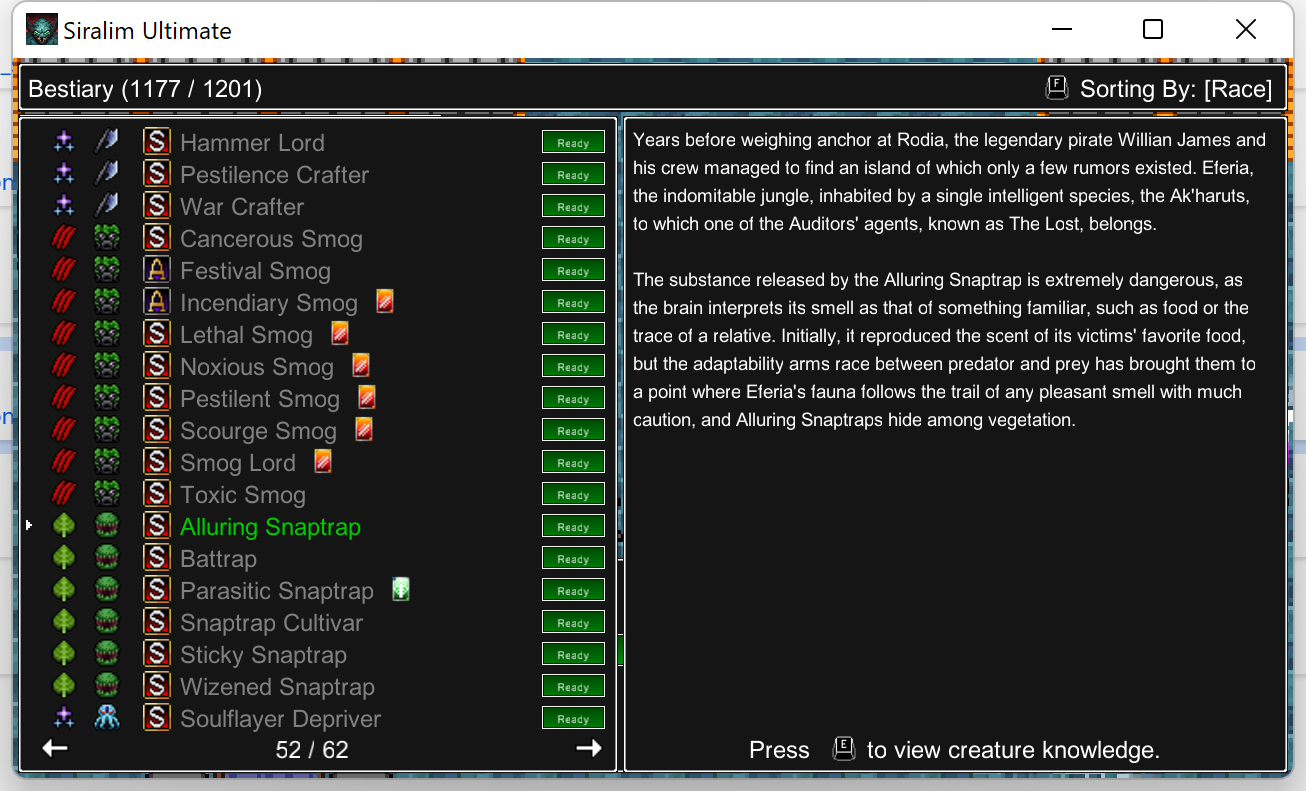 Siralim Ultimate
Bestiary (1177 / 1201)
F Sorting By: [Race]
S Hammer Lord Ready
S Pestilence Crafter Ready
S War Crafter Ready
S Cancerous Smog Ready
A Festival Smog Ready
A Incendiary Smog Ready
S Lethal Smog Ready
S Noxious Smog Ready
S Pestilent Smog Ready
S Scourge Smog Ready
S Smog Lord Ready
S Toxic Smog Ready
S Alluring Snaptrap Ready
S Battrap Ready
S Parasitic Snaptrap Ready
S Snaptrap Cultivar Ready
S Sticky Snaptrap Ready
S Wizened Snaptrap Ready
S Soulflayer Depriver Ready
52 / 62
Years before weighing anchor at Rodia, the legendary pirate Willian James and
his crew managed to find an island of which only a few rumors existed. Eferia,
the indomitable jungle, inhabited by a single intelligent species, the Ak'haruts,
to which one of the Auditors' agents, known as The Lost, belongs.
The substance released by the Alluring Snaptrap is extremely dangerous, as
the brain interprets its smell as that of something familiar, such as food or the
trace of a relative. Initially, it reproduced the scent of its victims' favorite food,
but the adaptability arms race between predator and prey has brought them to
a point where Eferia's fauna follows the trail of any pleasant smell with much
caution, and Alluring Snaptraps hide among vegetation.
Press E to view creature knowledge.